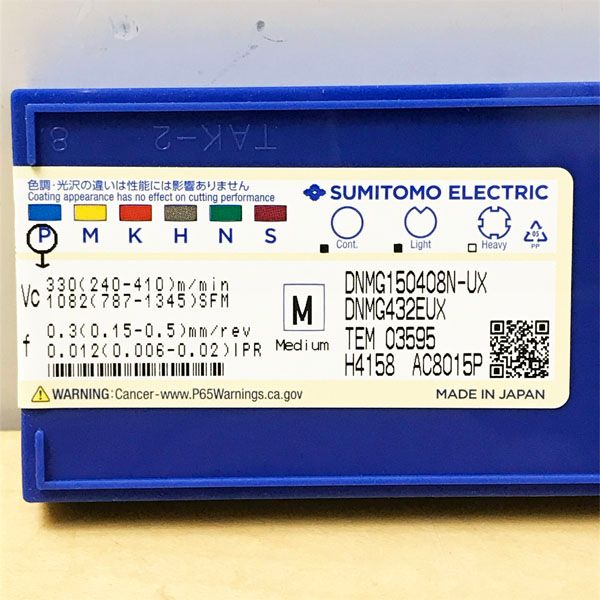 8 TAK-2
色調・光沢の違いは性能には影響ありません
Coating appearance has no effect on cutting performance
SUMITOMO ELECTRIC
P M K H N S
Cont. Light Heavy
05
PP
Vc 330(240-410)m/min
1082(787-1345)SFM
f 0.3(0.15-0.5)mm/rev
0.012(0.006-0.02)IPR
M
Medium
DNMG150408N-UX
DNMG432EUX
TEM 03595
H4158 AC8015P
WARNING: Cancer-www.P65Warnings.ca.gov
MADE IN JAPAN